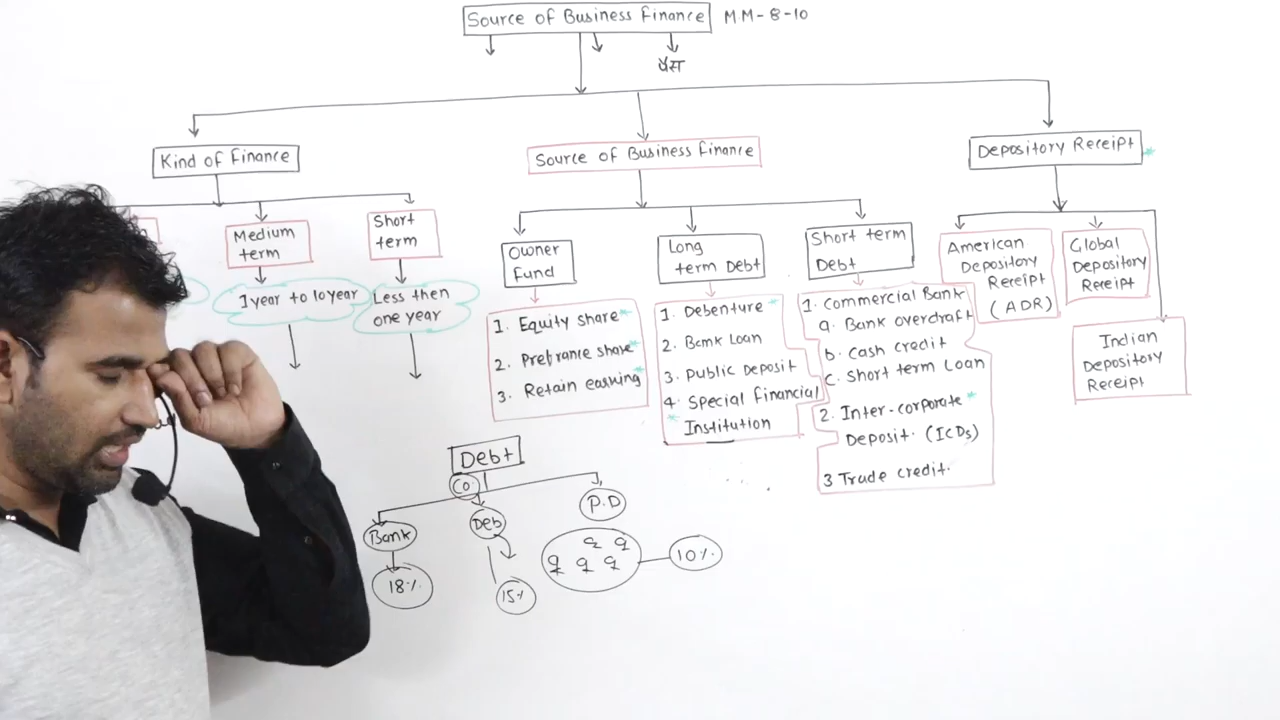 Source of Business Finance
M.M-8-10
पैसा
Kind of Finance
Source of Business Finance
Depository Receipt *
Medium
term
Short
term
1 year to 10 year
Less then
one year
Owner
Fund
Long
term Debt
Short term
Debt
American
Depository
Receipt
(ADR)
Global
Depository
Receipt
Indian
Depository
Receipt
1. Equity share *
2. Prefrance share *
3. Retain earning *
1. Debenture *
2. Bank Loan
3. Public Deposit
4. Special Financial
* Institution
1. Commercial Bank
a. Bank overdraft
b. Cash credit
c. Short term Loan
2. Inter-corporate *
Deposit. (ICDs)
3 Trade credit.
Debt
Co.
Bank
Deb
P.D
18%
15%
10%